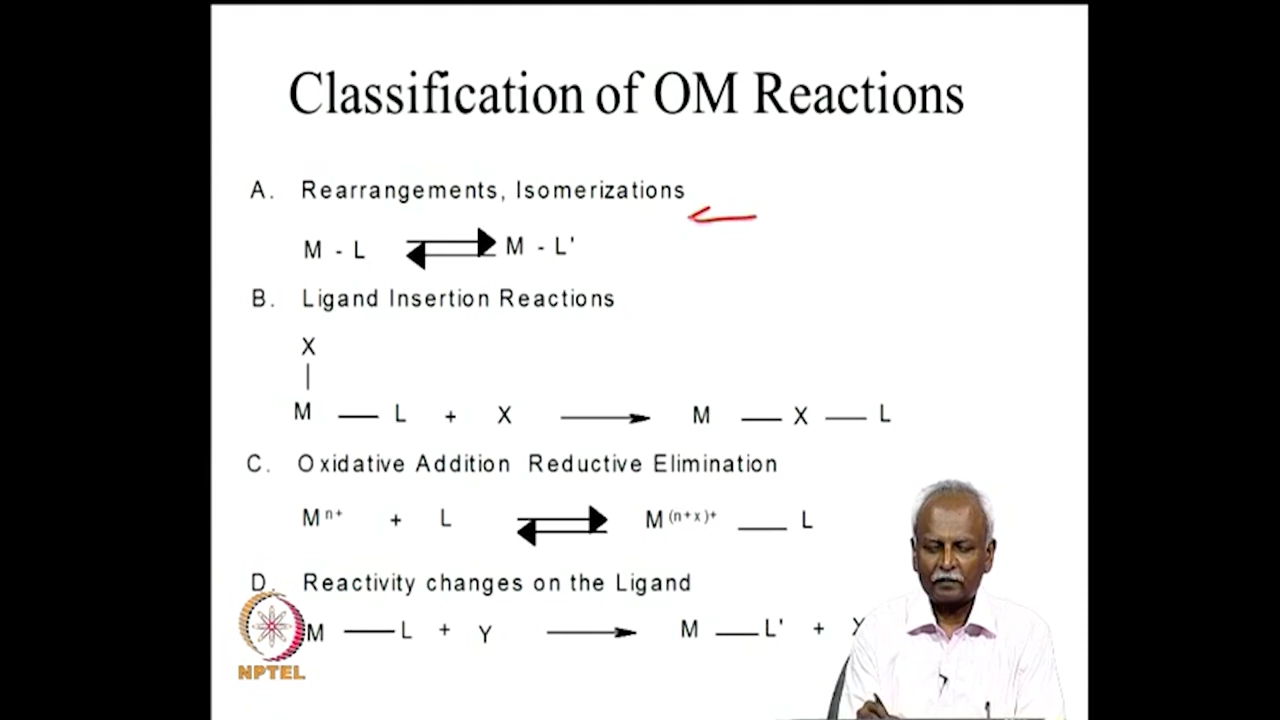 Classification of OM Reactions
A. Rearrangements, Isomerizations
M - L M - L'
B. Ligand Insertion Reactions
X
|
M — L + X → M — X — L
C. Oxidative Addition Reductive Elimination
M n+ + L ⇌ M (n+x)+ — L
D. Reactivity changes on the Ligand
M — L + Y → M — L' +
NPTEL